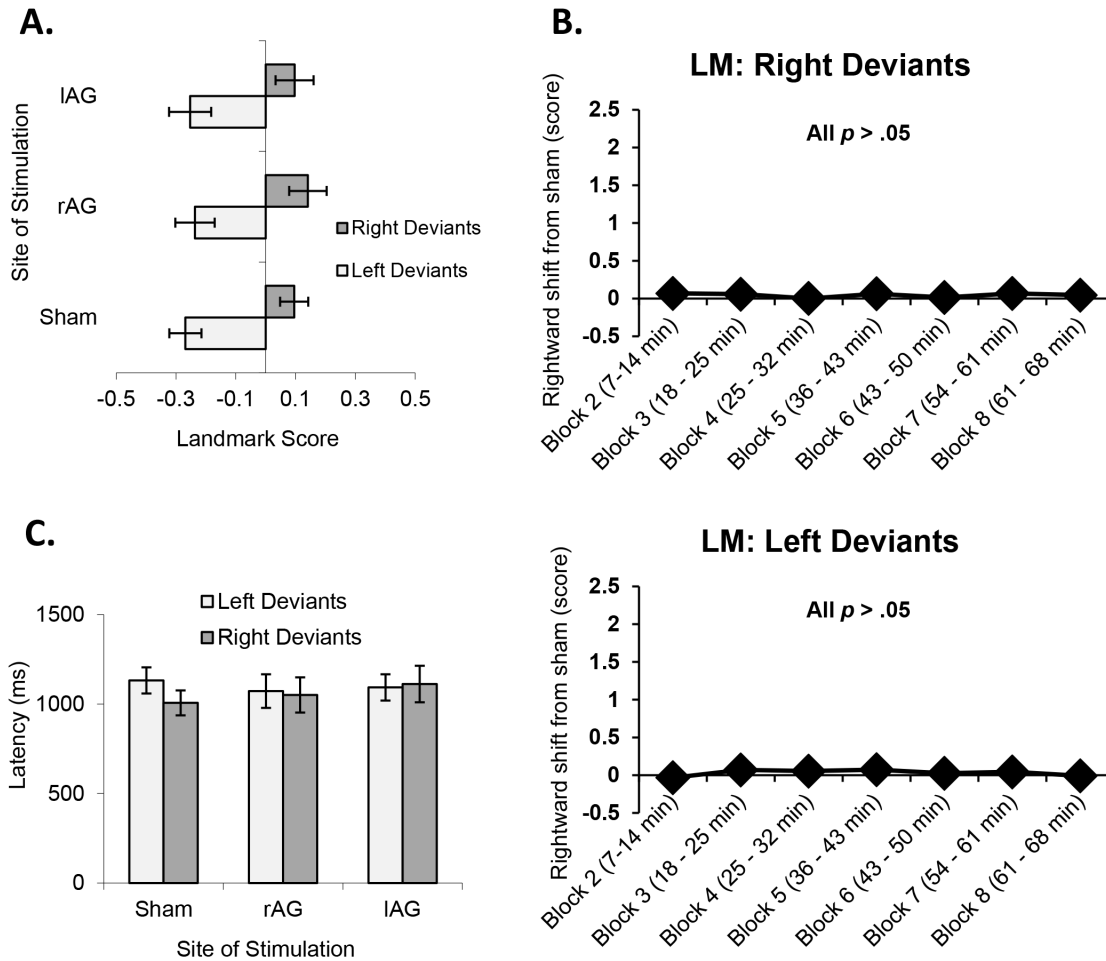 A.
Site of Stimulation
lAG
rAG
Sham
Right Deviants
Left Deviants
-0.5 -0.3 -0.1 0.1 0.3 0.5
Landmark Score
B.
LM: Right Deviants
All p > .05
Rightward shift from sham (score)
2.5
2
1.5
1
0.5
0
-0.5
Block 2 (7-14 min)
Block 3 (18 - 25 min)
Block 4 (25 - 32 min)
Block 5 (36 - 43 min)
Block 6 (43 - 50 min)
Block 7 (54 - 61 min)
Block 8 (61 - 68 min)
LM: Left Deviants
All p > .05
Rightward shift from sham (score)
2.5
2
1.5
1
0.5
0
-0.5
Block 2 (7-14 min)
Block 3 (18 - 25 min)
Block 4 (25 - 32 min)
Block 5 (36 - 43 min)
Block 6 (43 - 50 min)
Block 7 (54 - 61 min)
Block 8 (61 - 68 min)
C.
Left Deviants
Right Deviants
Latency (ms)
1500
1000
500
0
Sham rAG lAG
Site of Stimulation